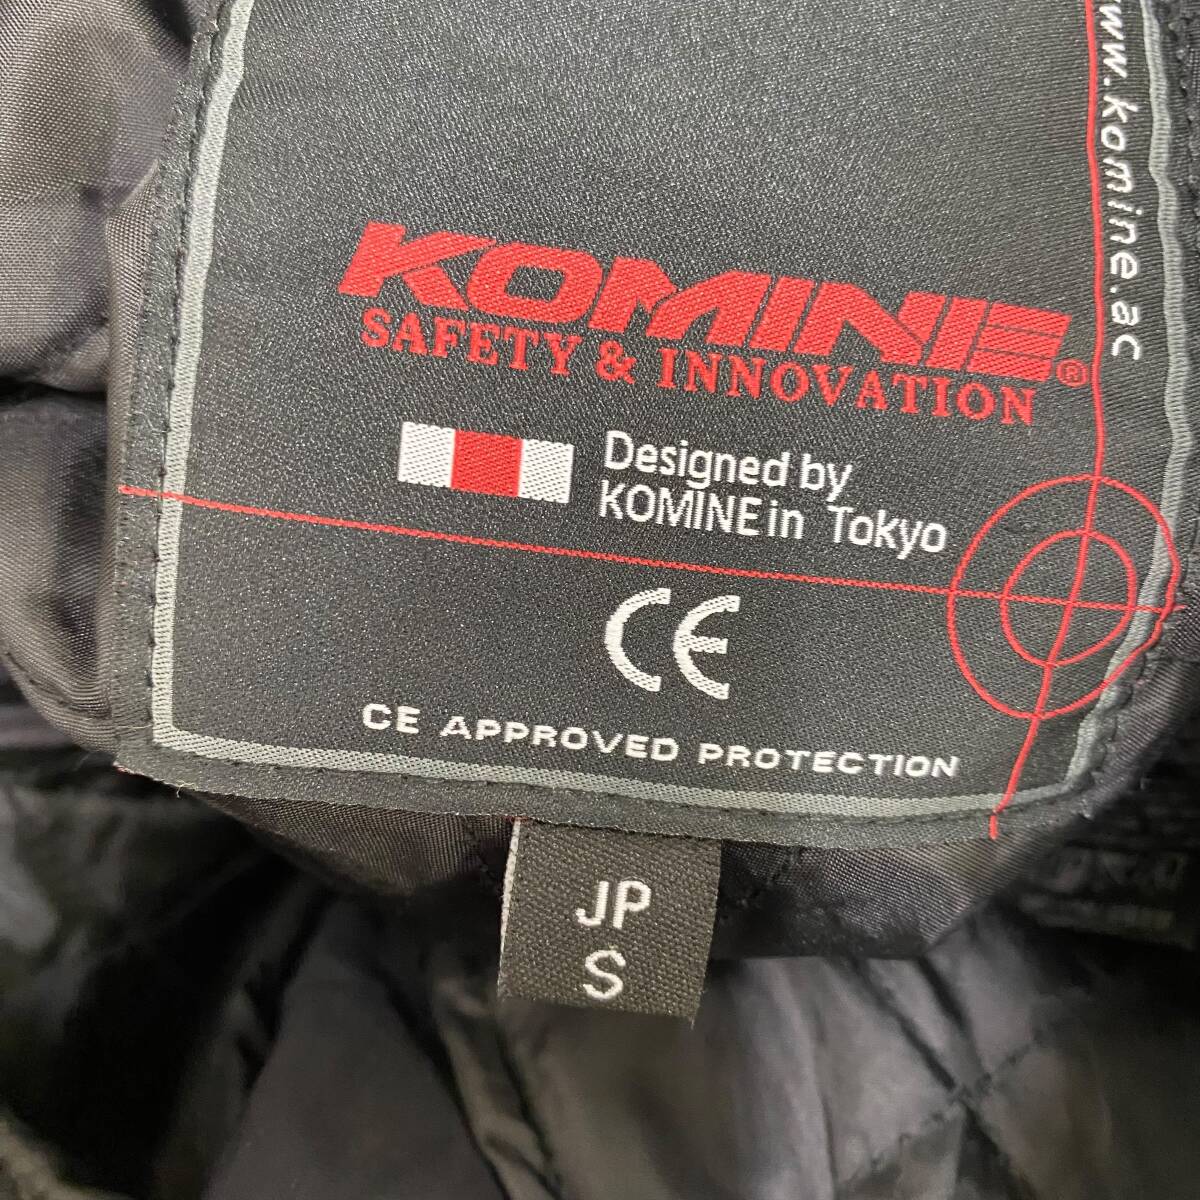 www.komine.ac
KOMINE®
SAFETY & INNOVATION
Designed by
KOMINE in Tokyo
CE
CE APPROVED PROTECTION
JP
S